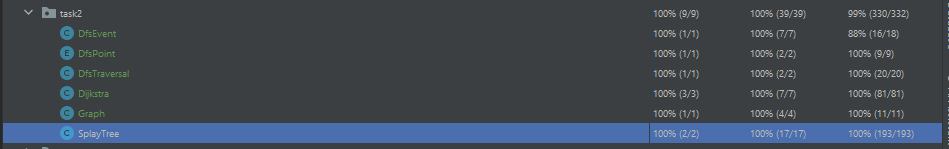 task2 100% (9/9) 100% (39/39) 99% (330/332)
C DfsEvent 100% (1/1) 100% (7/7) 88% (16/18)
E DfsPoint 100% (1/1) 100% (2/2) 100% (9/9)
C DfsTraversal 100% (1/1) 100% (2/2) 100% (20/20)
C Dijkstra 100% (3/3) 100% (7/7) 100% (81/81)
C Graph 100% (1/1) 100% (4/4) 100% (11/11)
C SplayTree 100% (2/2) 100% (17/17) 100% (193/193)